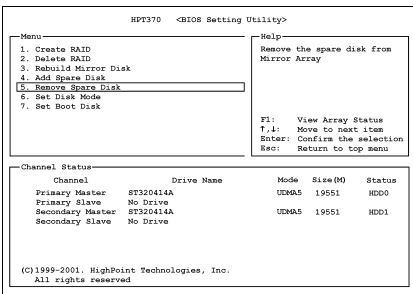 HPT370 <BIOS Setting Utility>
Menu
1. Create RAID
2. Delete RAID
3. Rebuild Mirror Disk
4. Add Spare Disk
5. Remove Spare Disk
6. Set Disk Mode
7. Set Boot Disk
Help
Remove the spare disk from
Mirror Array
F1: View Array Status
↑,↓: Move to next item
Enter: Confirm the selection
Esc: Return to top menu
Channel Status
Channel Drive Name Mode Size(M) Status
Primary Master ST320414A UDMA5 19551 HDD0
Primary Slave No Drive
Secondary Master ST320414A UDMA5 19551 HDD1
Secondary Slave No Drive
(C)1999-2001. HighPoint Technologies, Inc.
All rights reserved